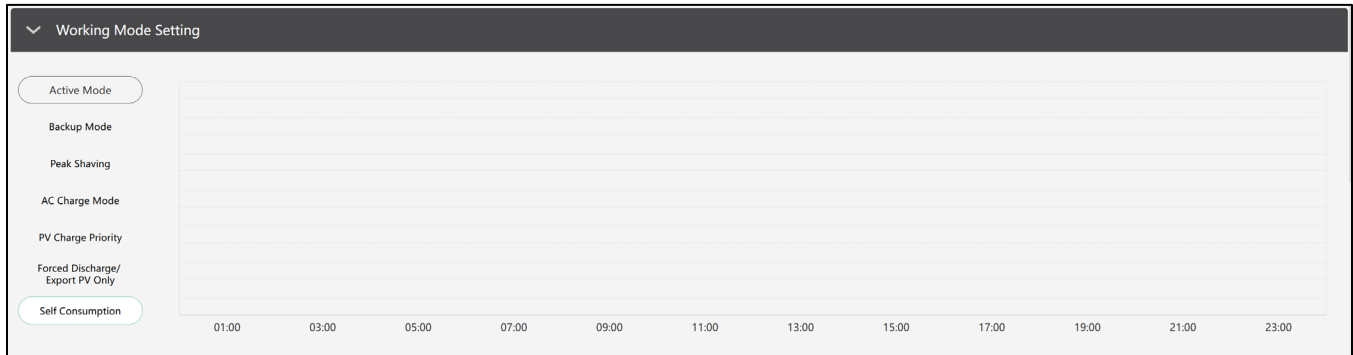 Working Mode Setting
Active Mode
Backup Mode
Peak Shaving
AC Charge Mode
PV Charge Priority
Forced Discharge/
Export PV Only
Self Consumption
01:00 03:00 05:00 07:00 09:00 11:00 13:00 15:00 17:00 19:00 21:00 23:00